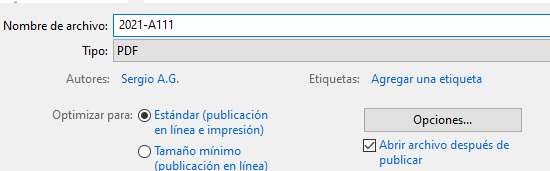 Nombre de archivo: 2021-A111
Tipo: PDF
Autores: Sergio A.G. Etiquetas: Agregar una etiqueta
Optimizar para: Estándar (publicación
en línea e impresión)
Tamaño mínimo
(publicación en línea)
Opciones...
Abrir archivo después de
publicar